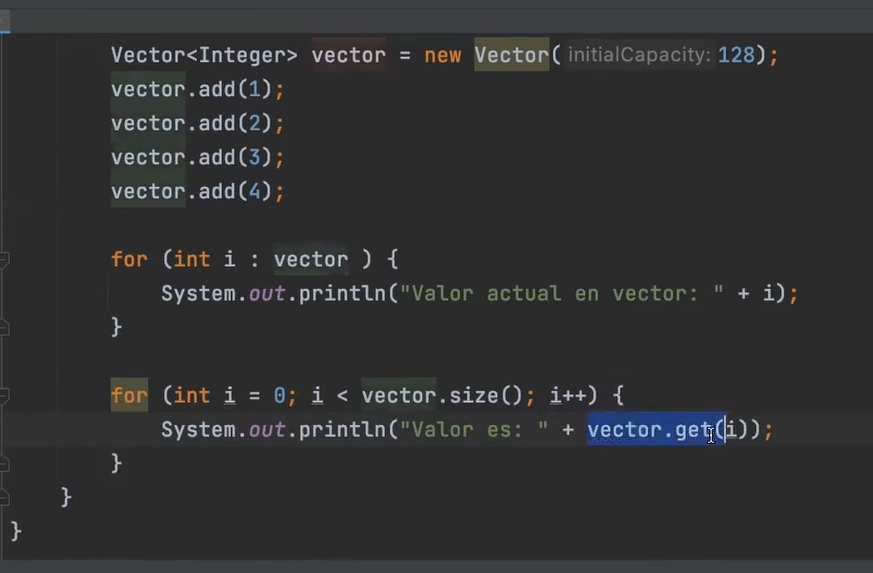 Vector<Integer> vector = new Vector( initialCapacity: 128);
vector.add(1);
vector.add(2);
vector.add(3);
vector.add(4);
for (int i : vector ) {
System.out.println("Valor actual en vector: " + i);
}
for (int i = 0; i < vector.size(); i++) {
System.out.println("Valor es: " + vector.get(i));
}
}
}